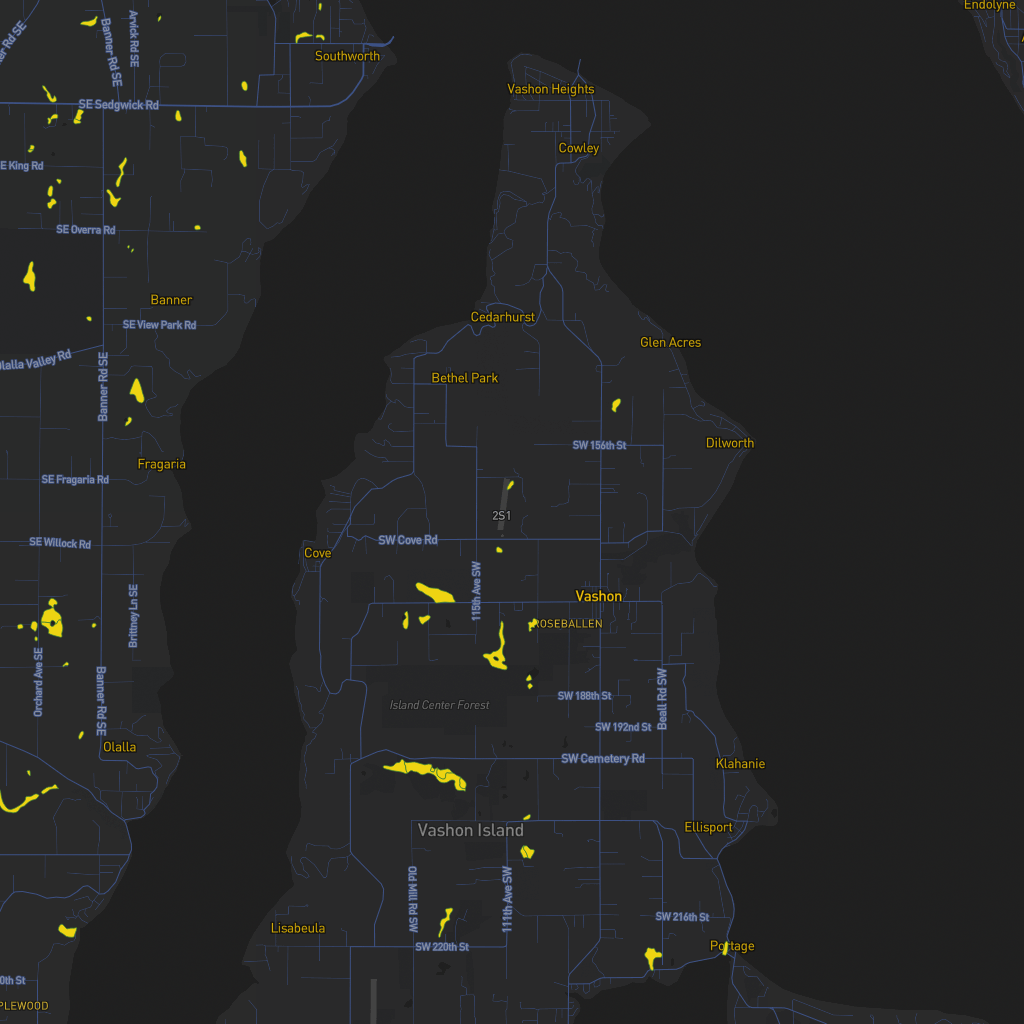 Endolyne
Arvick Rd SE
Banner Rd SE
Rd SE
Southworth
Vashon Heights
SE Sedgwick Rd
Cowley
E King Rd
SE Overra Rd
Banner
Cedarhurst
SE View Park Rd
Glen Acres
Olalla Valley Rd
Banner Rd SE
Bethel Park
Dilworth
SW 156th St
Fragaria
SE Fragaria Rd
2S1
SW Cove Rd
SE Willock Rd
Cove
115th Ave SW
Vashon
Brittney Ln SE
ROSEBALLEN
Orchard Ave SE
Banner Rd SE
SW 188th St
Beall Rd SW
Island Center Forest
SW 192nd St
Olalla
SW Cemetery Rd
Klahanie
Ellisport
Vashon Island
Old Mill Rd SW
111th Ave SW
SW 216th St
Lisabeula
SW 220th St
Portage
0th St
PLEWOOD